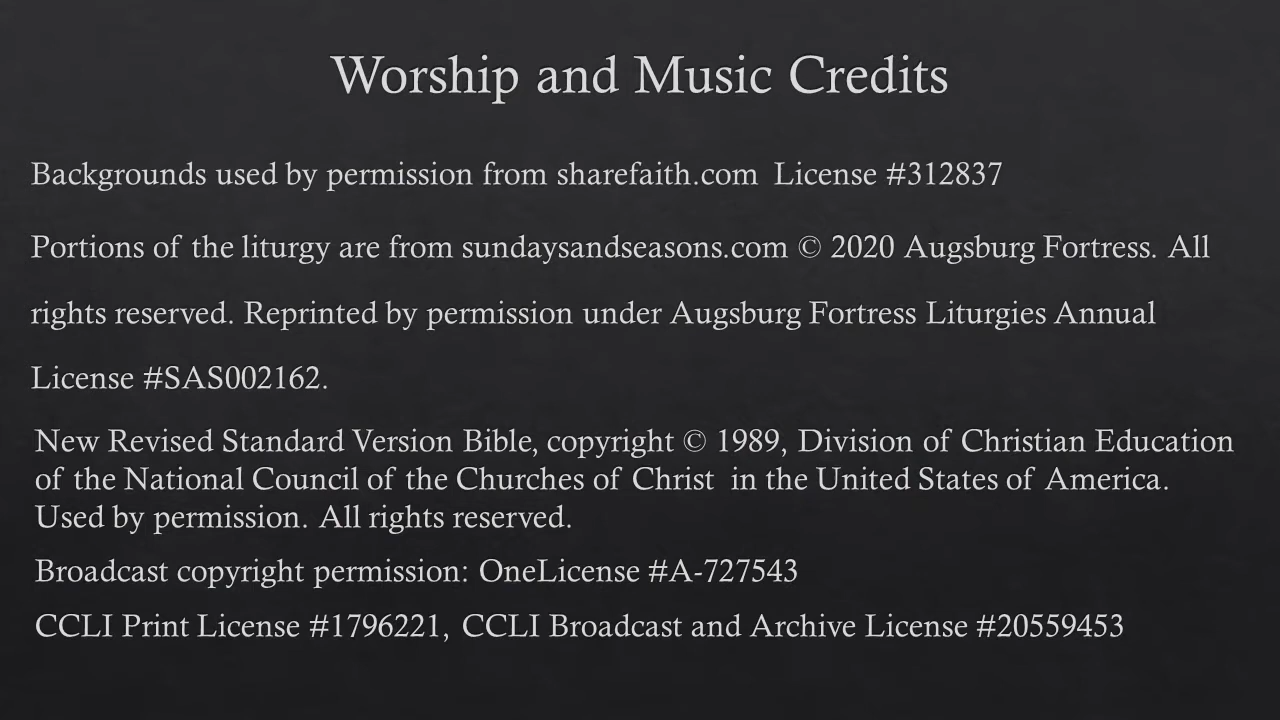 Worship and Music Credits
Backgrounds used by permission from sharefaith.com License #312837
Portions of the liturgy are from sundaysandseasons.com © 2020 Augsburg Fortress. All
rights reserved. Reprinted by permission under Augsburg Fortress Liturgies Annual
License #SAS002162.
New Revised Standard Version Bible, copyright © 1989, Division of Christian Education
of the National Council of the Churches of Christ in the United States of America.
Used by permission. All rights reserved.
Broadcast copyright permission: OneLicense #A-727543
CCLI Print License #1796221, CCLI Broadcast and Archive License #20559453